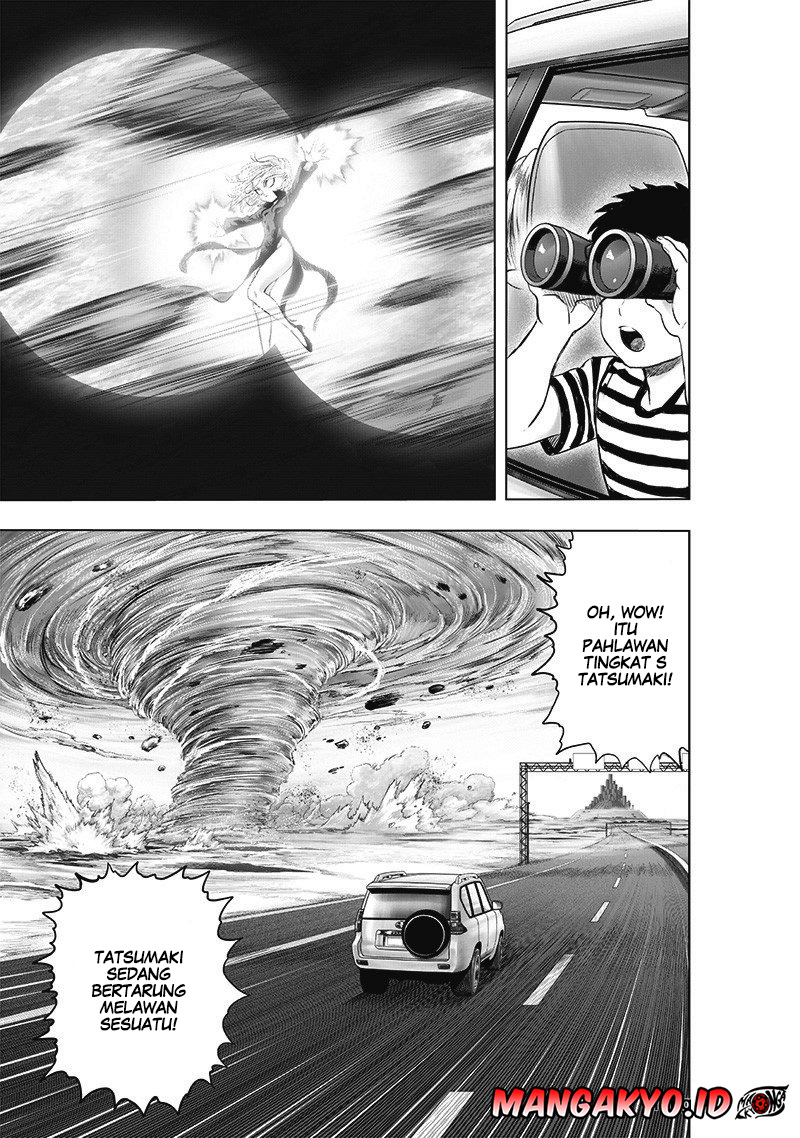 OH, WOW!
ITU
PAHLAWAN
TINGKAT S
TATSUMAKI!
TATSUMAKI
SEDANG
BERTARUNG
MELAWAN
SESUATU!
MANGAKYO.ID